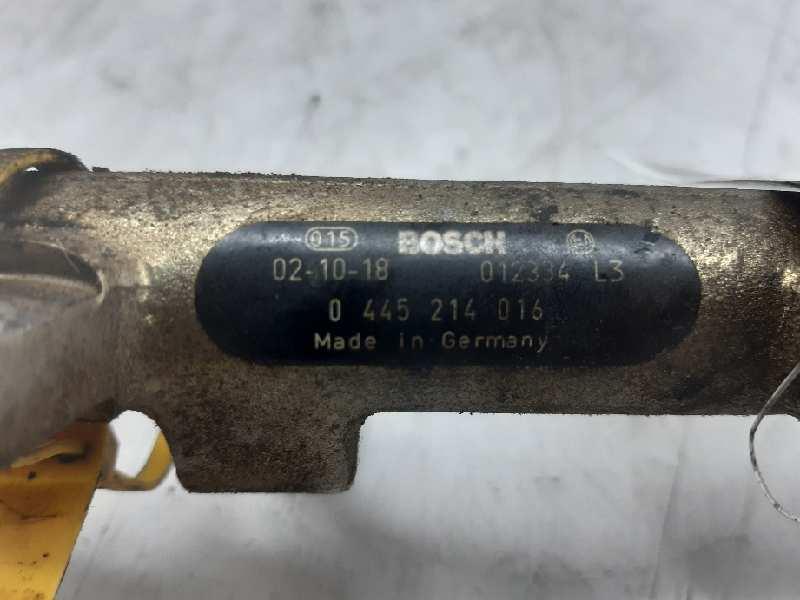 015 BOSCH
02-10-18 012334 L3
0 445 214 016
Made in Germany